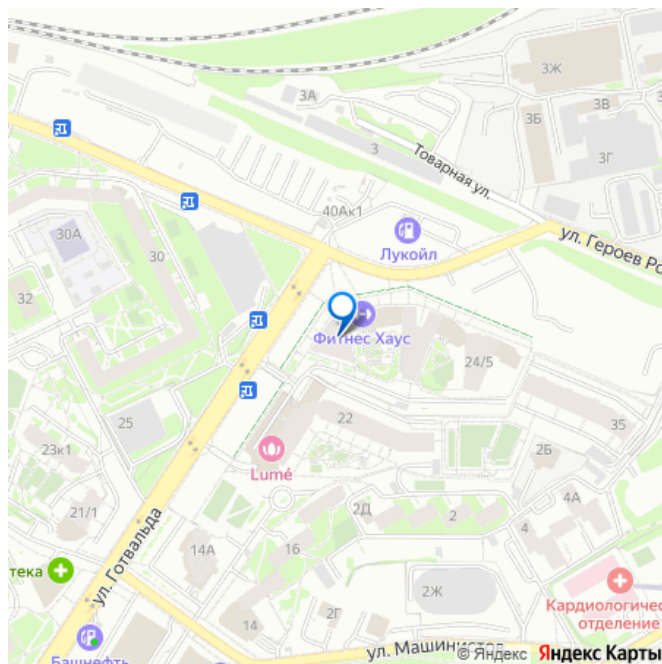 3Ж
3А
3В
3Б
3
3Г
Товарная ул.
40Ак1
ул. Героев Ро
Лукойл
30А
30
32
Фитнес Хаус
24/5
25
22
35
23к1
2Б
Lumé
21/1
2Д
2
4А
4
14А
16
тека
ул. Готвальда
2Ж
Кардиологичес
отделение
14
2Г
ул. Машинистов
Башнефть
© Яндекс Яндекс Карты